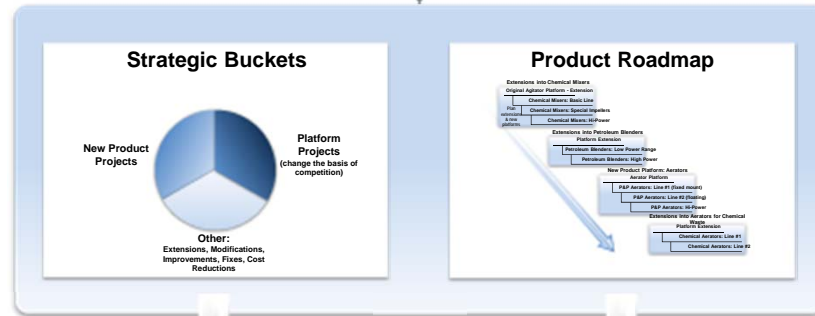 Strategic Buckets
New Product
Projects
Platform
Projects
(change the basis of
competition)
Other:
Extensions, Modifications,
Improvements, Fixes, Cost
Reductions
Product Roadmap
Extensions into Chemical Mixers
Original Agitator Platform - Extension
Chemical Mixers: Basic Line
Plan
extensions
& new
platforms
Chemical Mixers: Special Impellers
Chemical Mixers: Hi-Power
Extensions into Petroleum Blenders
Platform Extension
Petroleum Blenders: Low Power Range
Petroleum Blenders: High Power
New Product Platform: Aerators
Aerator Platform
P&P Aerators: Line #1 (fixed mount)
P&P Aerators: Line #2 (floating)
P&P Aerators: Hi-Power
Extensions into Aerators for Chemical
Waste
Platform Extension
Chemical Aerators: Line #1
Chemical Aerators: Line #2